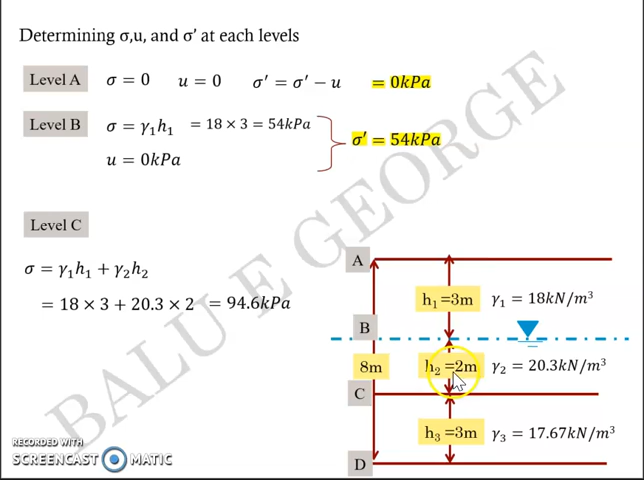 Determining σ,u, and σ′ at each levels
Level A σ = 0 u = 0 σ′ = σ′ − u = 0kPa
Level B σ = γ₁h₁ = 18 × 3 = 54kPa
u = 0kPa
σ′ = 54kPa
Level C
σ = γ₁h₁ + γ₂h₂
= 18 × 3 + 20.3 × 2 = 94.6kPa
A
h₁ =3m γ₁ = 18kN/m³
B
8m h₂ =2m γ₂ = 20.3kN/m³
C
h₃ =3m γ₃ = 17.67kN/m³
D
BALU E GEORGE
RECORDED WITH
SCREENCAST MATIC